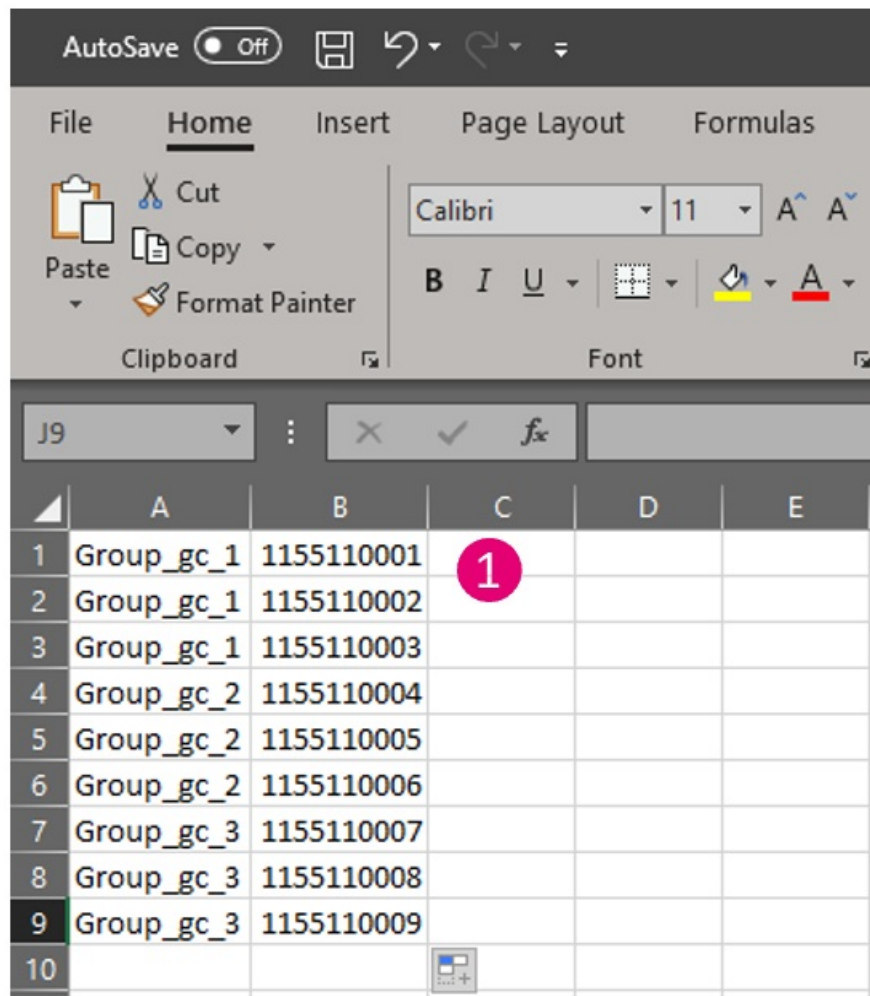 AutoSave Off
File Home Insert Page Layout Formulas
Cut
Copy
Paste
Format Painter
Clipboard
Calibri 11 A A
B I U A
Font
J9 fx
A B C D E
1 Group_gc_1 1155110001 1
2 Group_gc_1 1155110002
3 Group_gc_1 1155110003
4 Group_gc_2 1155110004
5 Group_gc_2 1155110005
6 Group_gc_2 1155110006
7 Group_gc_3 1155110007
8 Group_gc_3 1155110008
9 Group_gc_3 1155110009
10